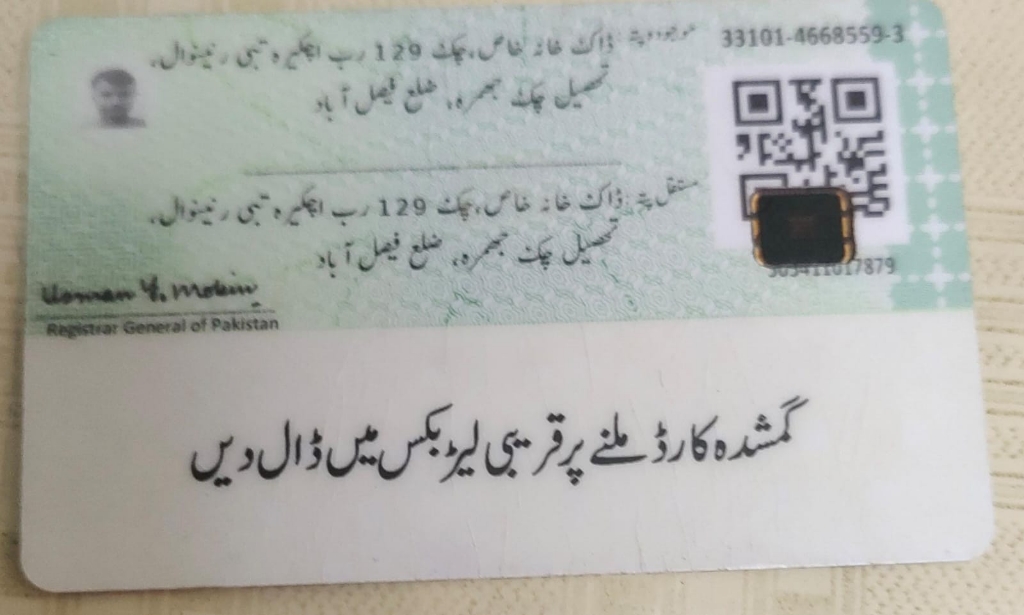 33101-4668559-3
موجودہ پتہ: ڈاک خانہ خاص، چک 129 رب
تحصیل چک جھمرہ، ضلع فیصل آباد
مستقل پتہ: ڈاک خانہ خاص، چک 129 رب
تحصیل چک جھمرہ، ضلع فیصل آباد
Registrar General of Pakistan
گمشدہ کارڈ ملنے پر قریبی لیٹر بکس میں ڈال دیں